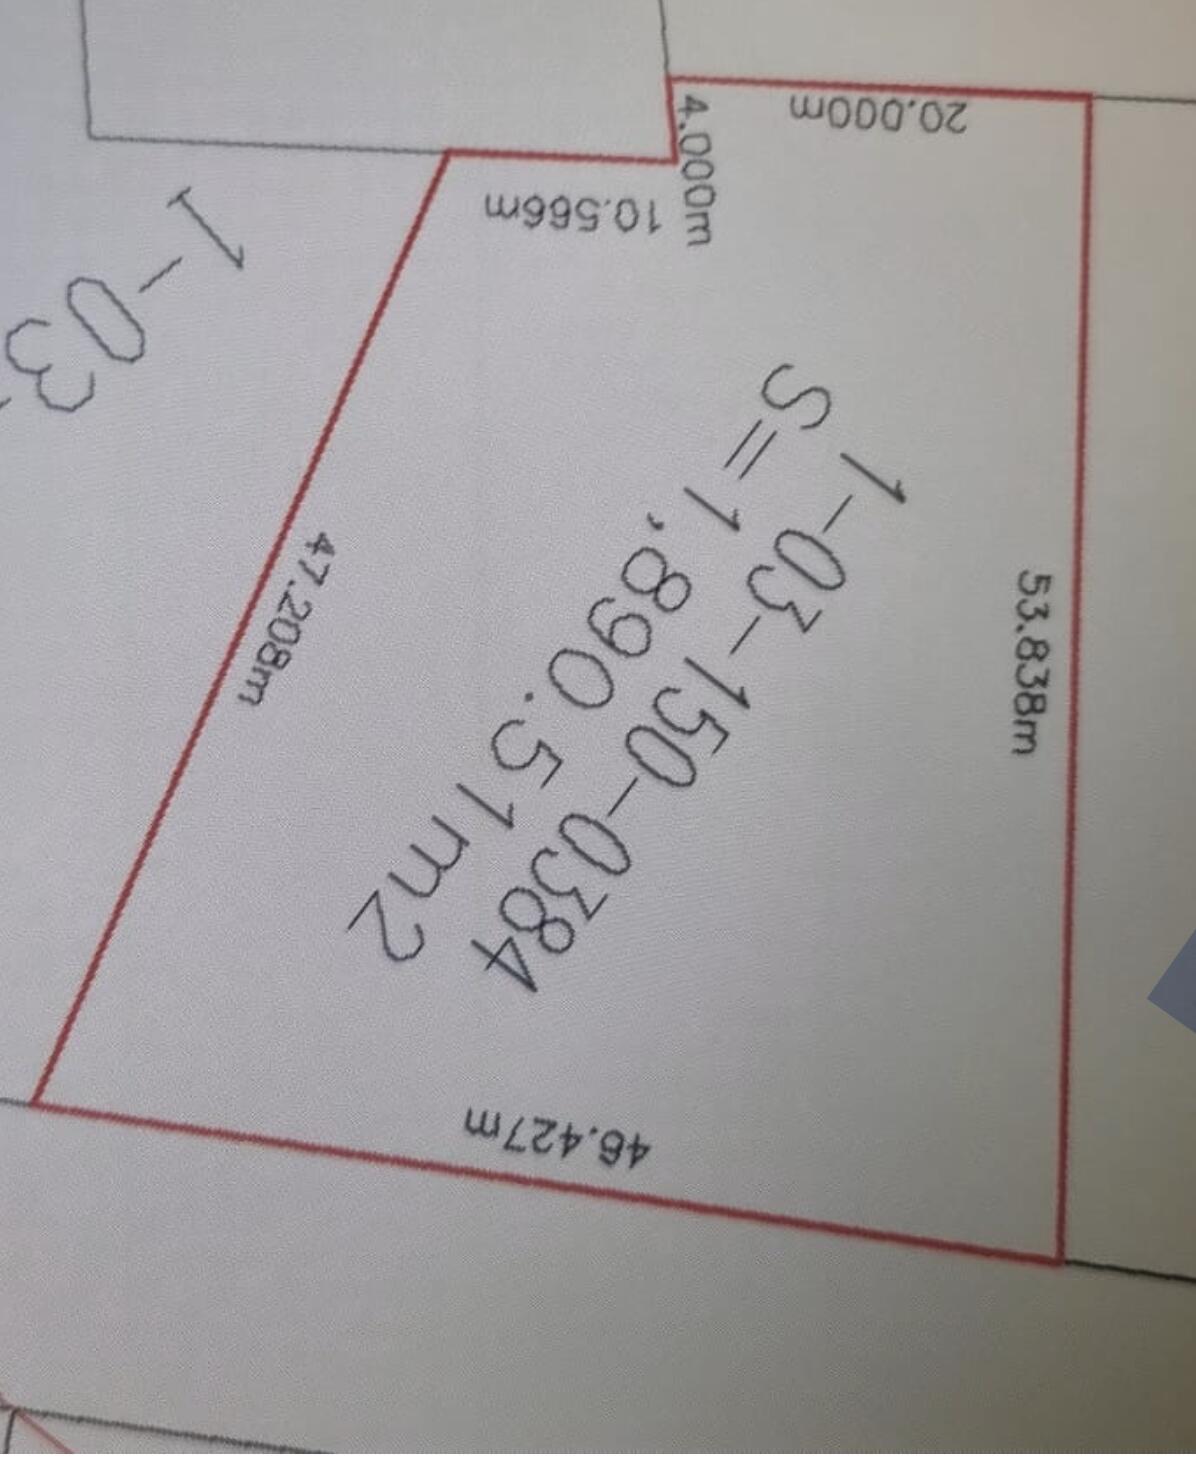 20.000m
4.000m
10.566m
1-03
53.838m
1-03-150-0384
S=1,890.51m2
47.208m
46.427m